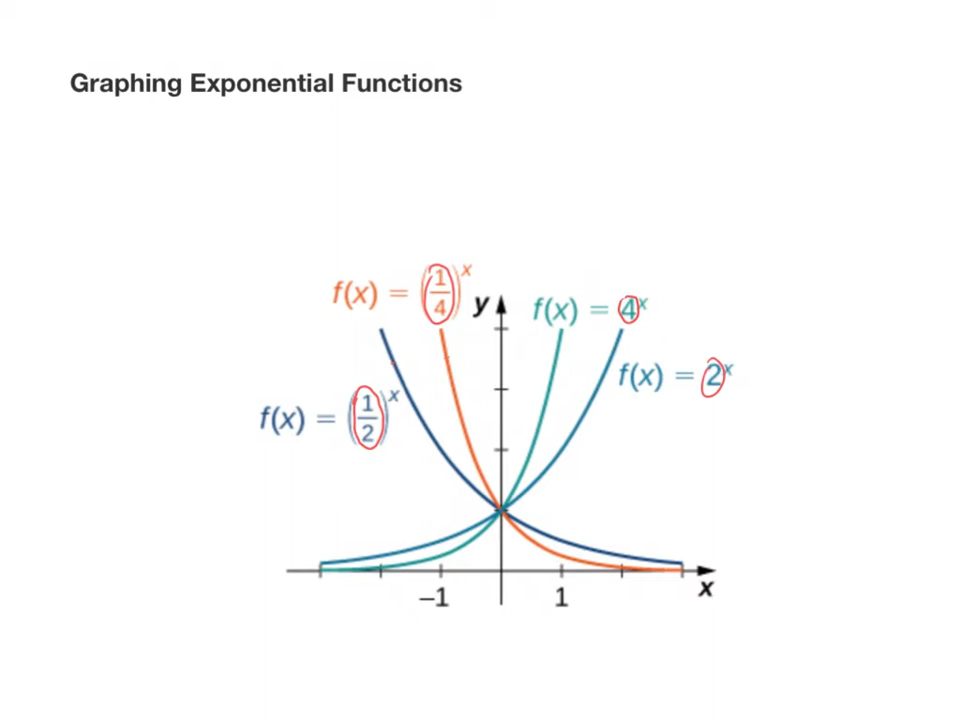 Graphing Exponential Functions
f(x) = (1/4)^x
y
f(x) = 4^x
f(x) = 2^x
f(x) = (1/2)^x
–1
1
x